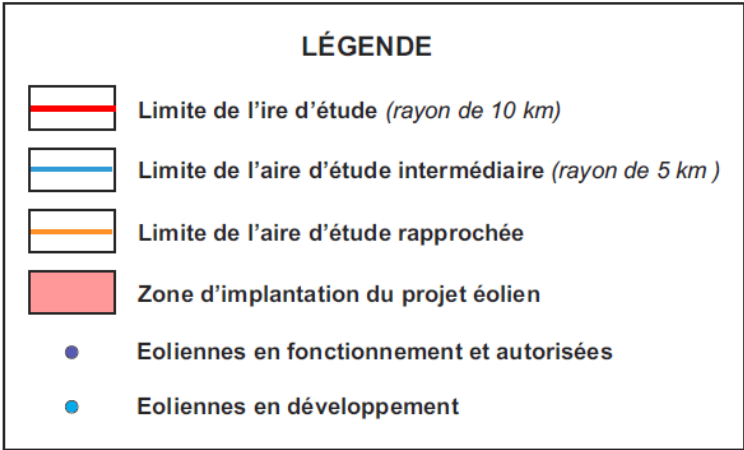 LÉGENDE
Limite de l'ire d'étude (rayon de 10 km)
Limite de l'aire d'étude intermédiaire (rayon de 5 km )
Limite de l'aire d'étude rapprochée
Zone d'implantation du projet éolien
Eoliennes en fonctionnement et autorisées
Eoliennes en développement